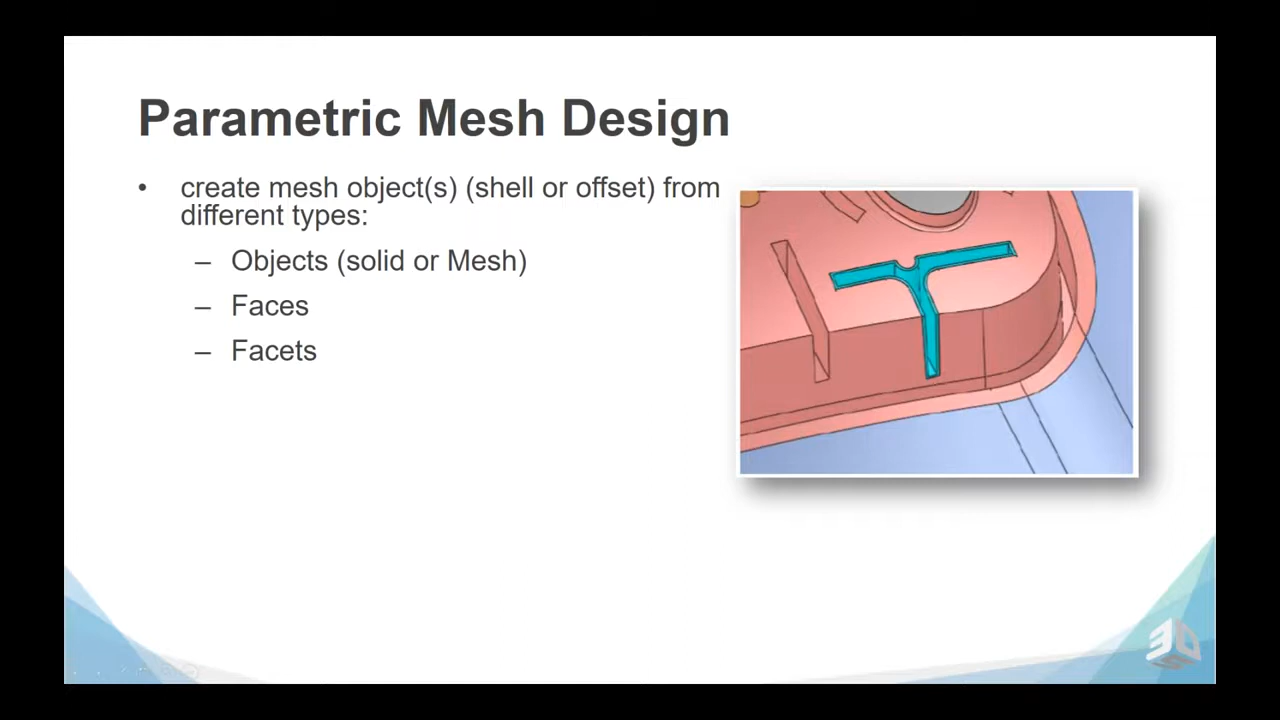 Parametric Mesh Design
• create mesh object(s) (shell or offset) from
different types:
– Objects (solid or Mesh)
– Faces
– Facets